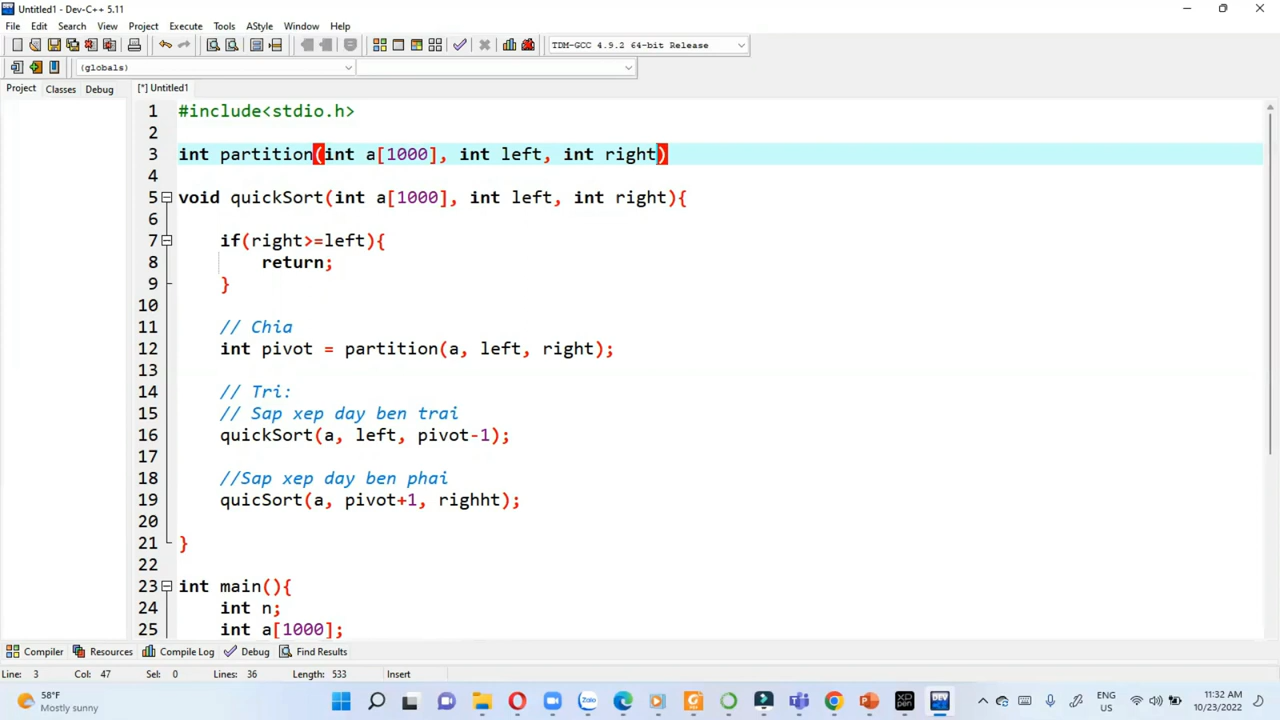 Untitled1 - Dev-C++ 5.11
File Edit Search View Project Execute Tools AStyle Window Help
TDM-GCC 4.9.2 64-bit Release
(globals)
Project Classes Debug [*] Untitled1
1 #include<stdio.h>
2
3 int partition(int a[1000], int left, int right)
4
5 void quickSort(int a[1000], int left, int right){
6
7 if(right>=left){
8 return;
9 }
10
11 // Chia
12 int pivot = partition(a, left, right);
13
14 // Tri:
15 // Sap xep day ben trai
16 quickSort(a, left, pivot-1);
17
18 //Sap xep day ben phai
19 quicSort(a, pivot+1, righht);
20
21 }
22
23 int main(){
24 int n;
25 int a[1000];
Compiler Resources Compile Log Debug Find Results
Line: 3 Col: 47 Sel: 0 Lines: 36 Length: 533 Insert
58°F
Mostly sunny
Zalo
xp
pen
DEV
ENG
US
11:32 AM
10/23/2022